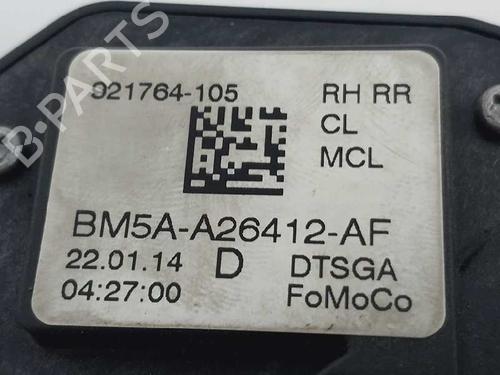 B-PARTS
921764-105 RH RR
CL
MCL
BM5A-A26412-AF
22.01.14 D DTSGA
04:27:00 FoMoCo